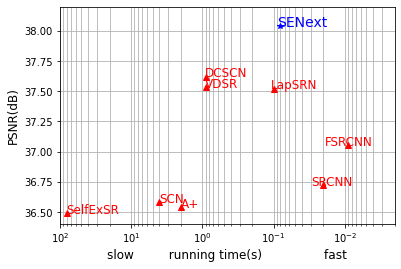 38.00
SENext
37.75
DCSCN
VDSR
LapSRN
37.50
37.25
PSNR(dB)
FSRCNN
37.00
SRCNN
36.75
SCN
A+
SelfExSR
36.50
10² 10¹ 10⁰ 10⁻¹ 10⁻²
slow running time(s) fast